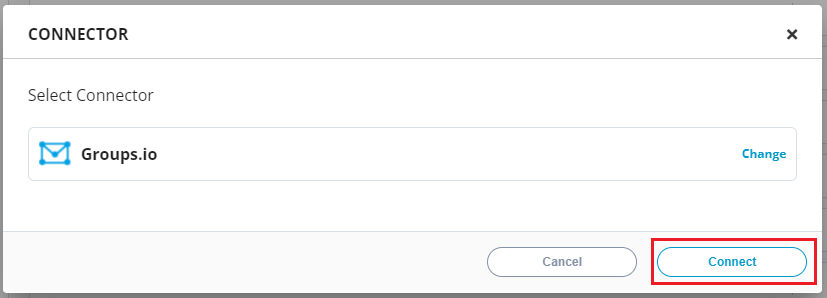 CONNECTOR
Select Connector
Groups.io
Change
Cancel
Connect